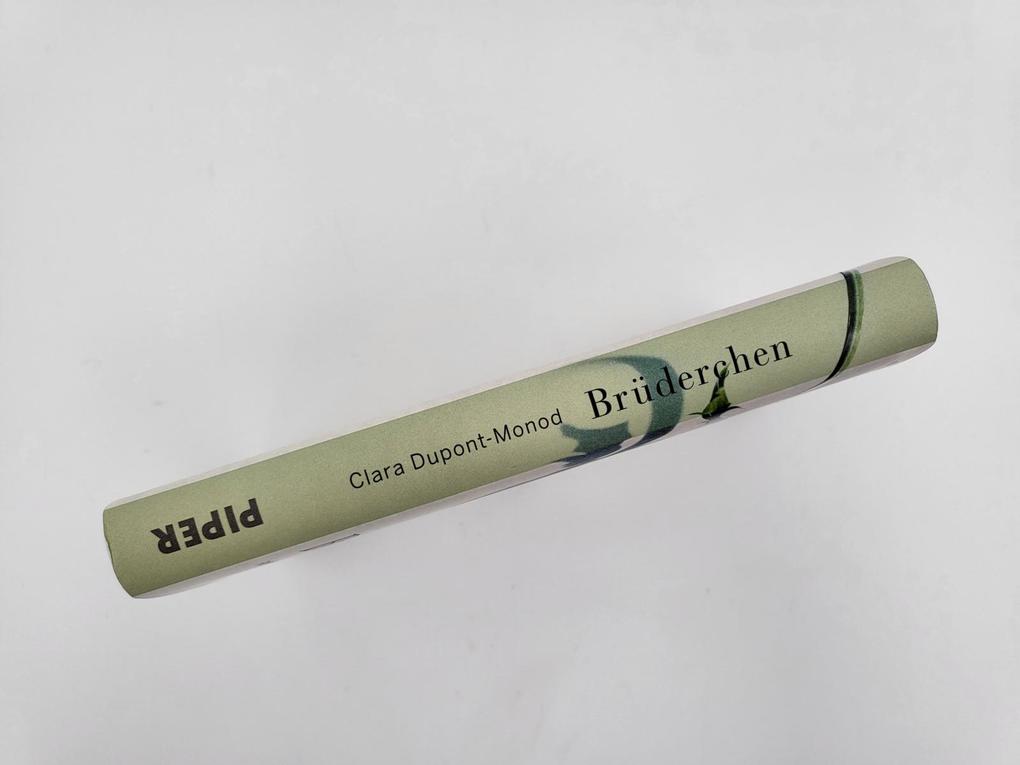 PIPER
Clara Dupont-Monod
Brüderchen